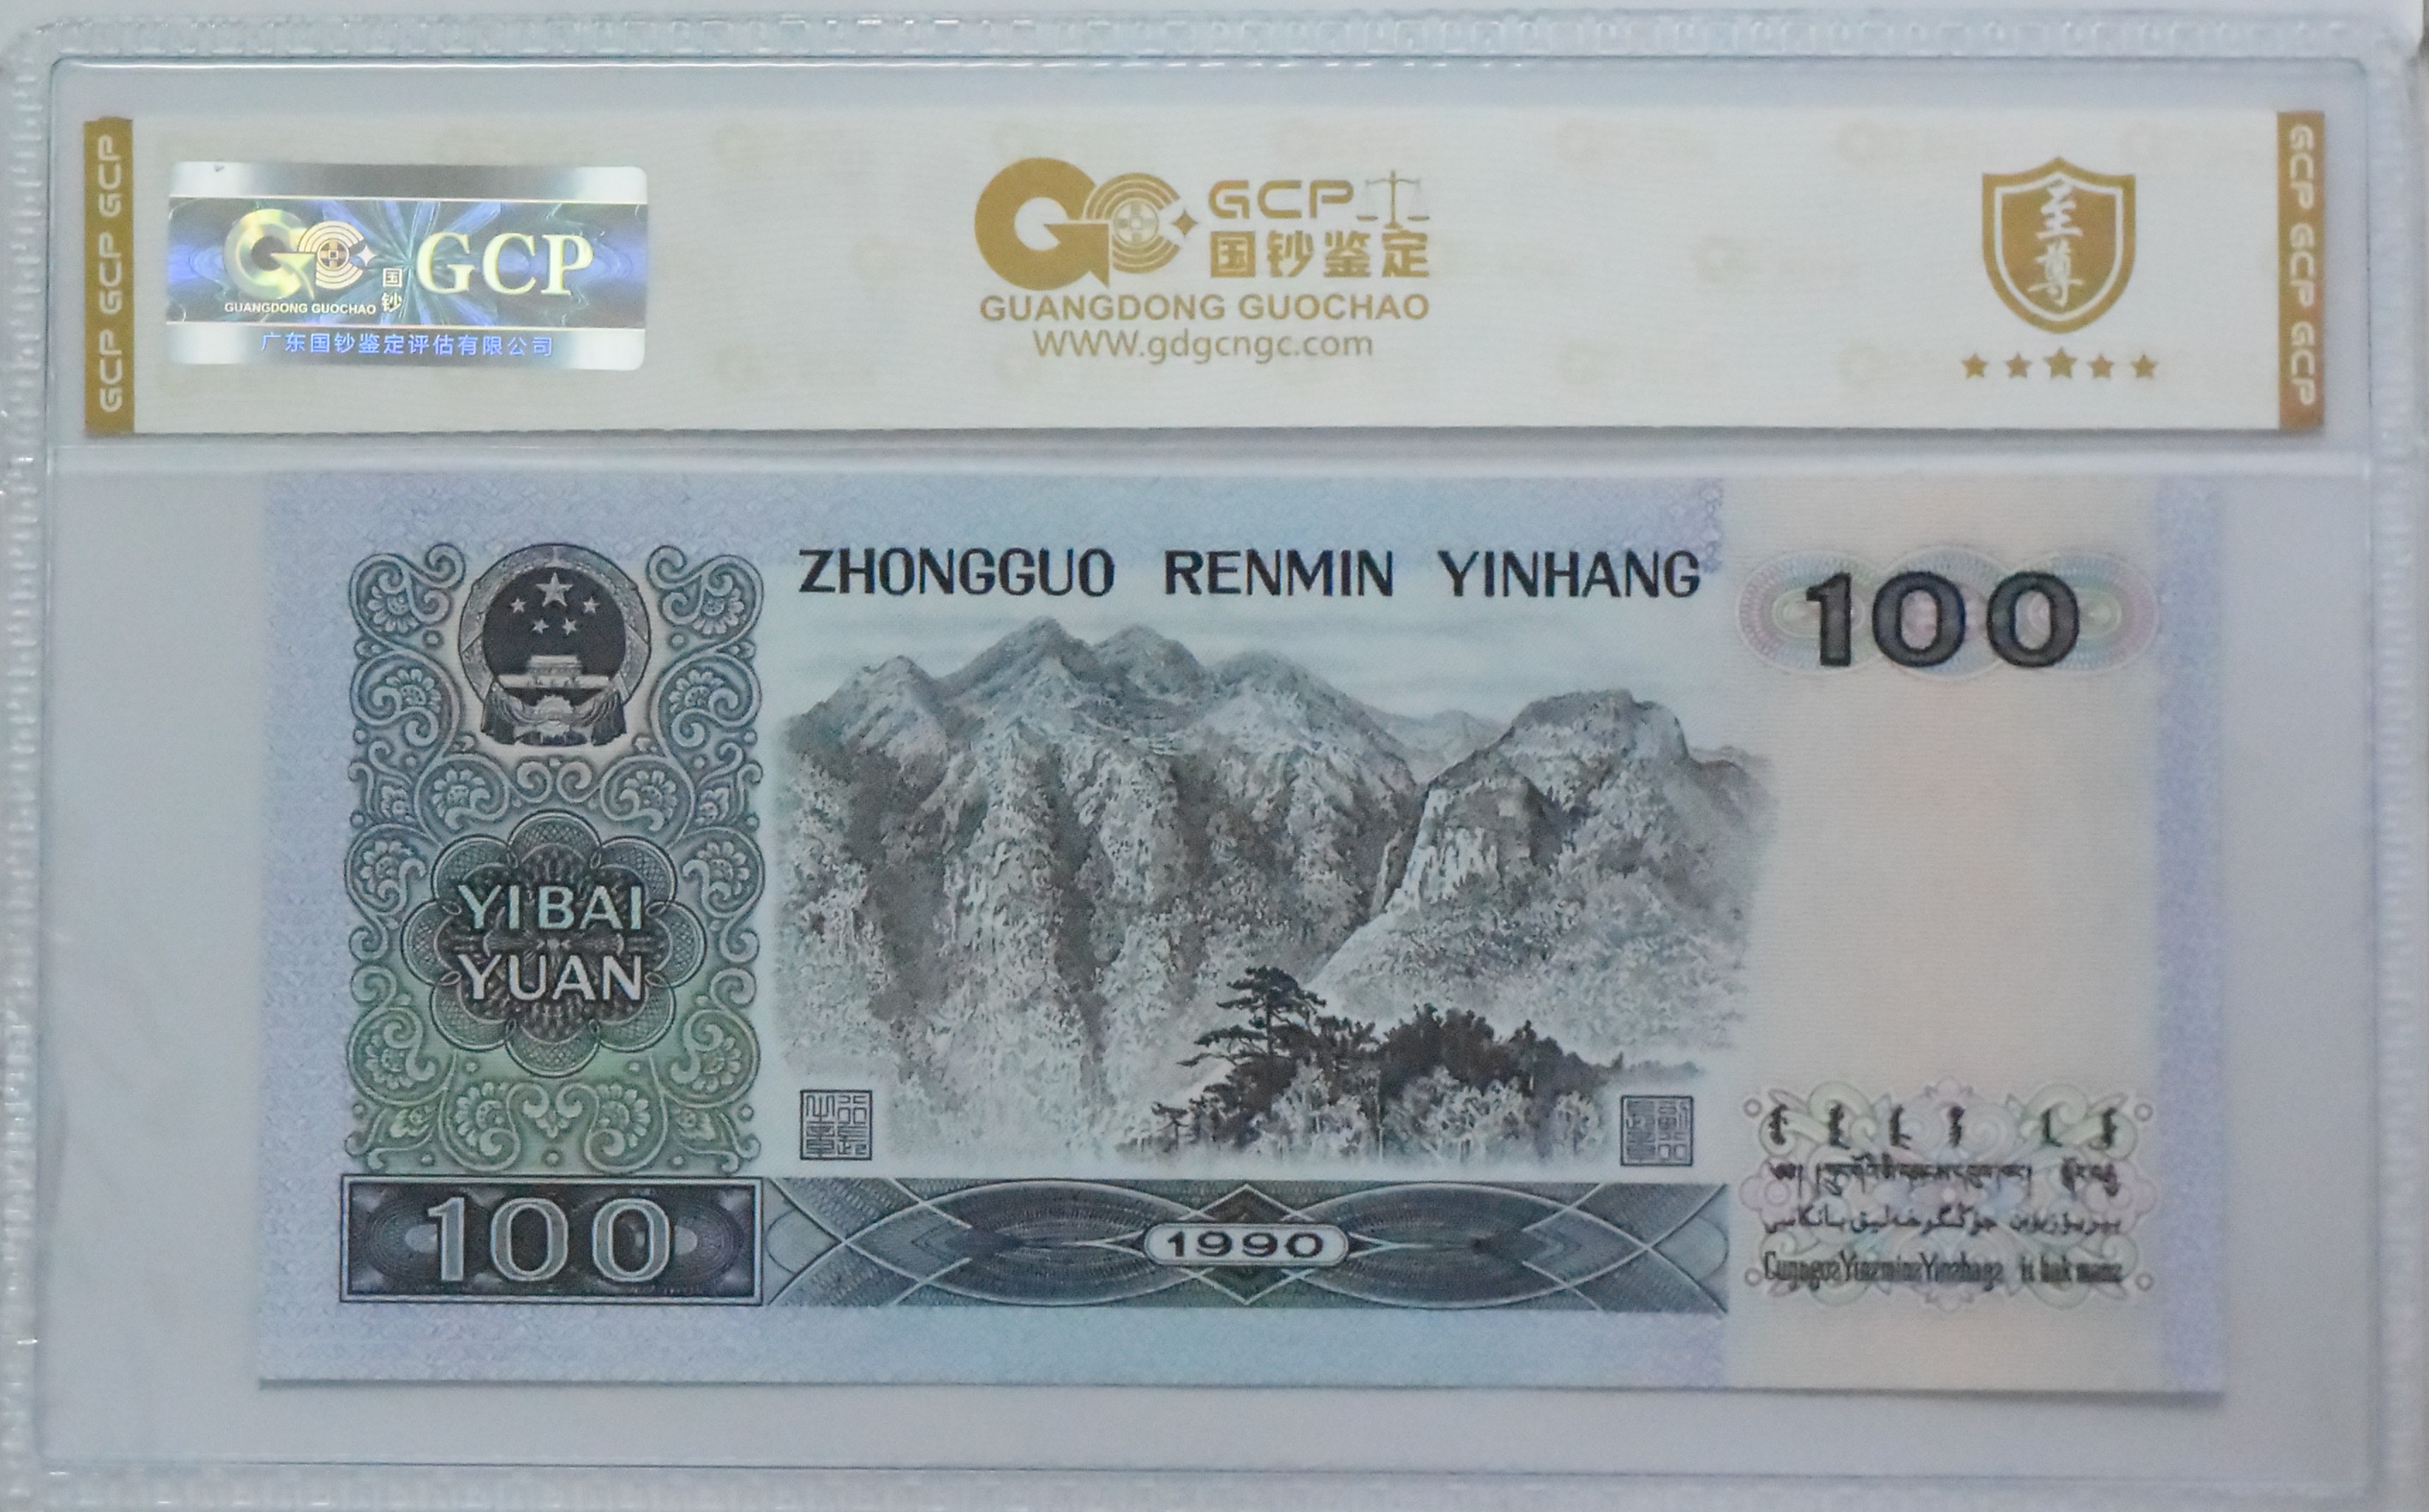 GCP GCP GCP
GCP
国
钞
GUANGDONG GUOCHAO
广东国钞鉴定评估有限公司
GCP
国钞鉴定
GUANGDONG GUOCHAO
WWW.gdgcngc.com
至
尊
GCP GCP GCP
ZHONGGUO RENMIN YINHANG
100
YIBAI
YUAN
100
1990